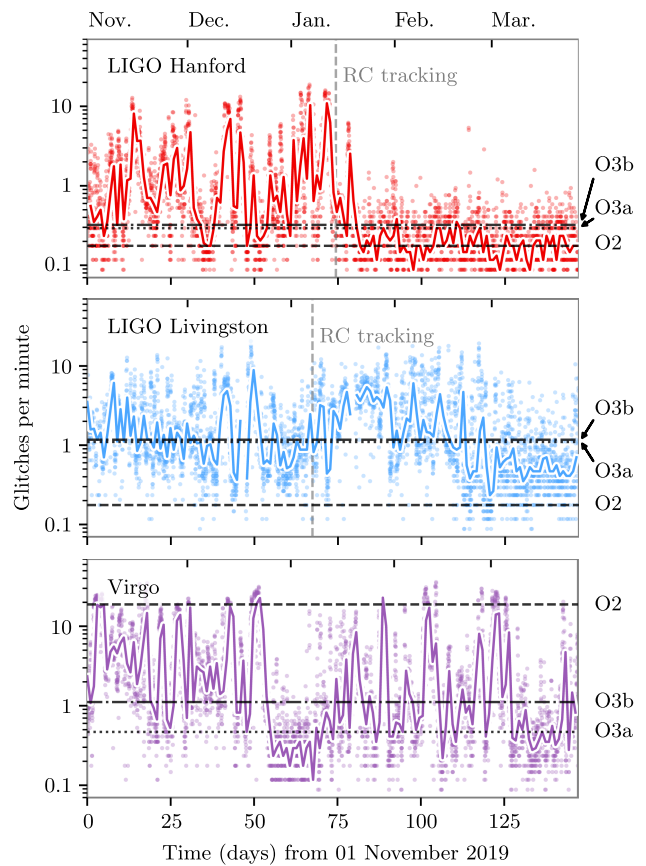 Nov. Dec. Jan. Feb. Mar.
LIGO Hanford
RC tracking
10
1
0.1
O3b
O3a
O2
LIGO Livingston
RC tracking
10
1
0.1
O3b
O3a
O2
Glitches per minute
Virgo
10
1
0.1
O2
O3b
O3a
0 25 50 75 100 125
Time (days) from 01 November 2019